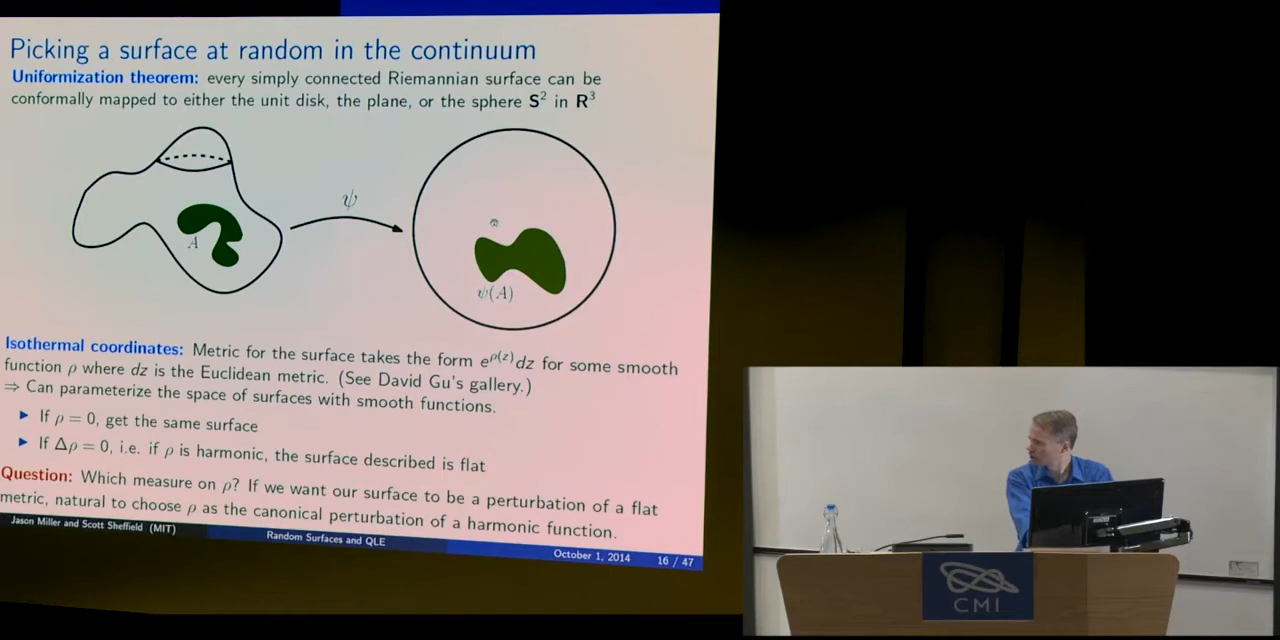 Picking a surface at random in the continuum
Uniformization theorem: every simply connected Riemannian surface can be
conformally mapped to either the unit disk, the plane, or the sphere S² in R³
ψ
A
ψ(A)
Isothermal coordinates: Metric for the surface takes the form e^ρ(z) dz for some smooth
function ρ where dz is the Euclidean metric. (See David Gu's gallery.)
⇒ Can parameterize the space of surfaces with smooth functions.
▶ If ρ = 0, get the same surface
▶ If Δρ = 0, i.e. if ρ is harmonic, the surface described is flat
Question: Which measure on ρ? If we want our surface to be a perturbation of a flat
metric, natural to choose ρ as the canonical perturbation of a harmonic function.
Jason Miller and Scott Sheffield (MIT)
Random Surfaces and QLE
October 1, 2014
16 / 47
CMI